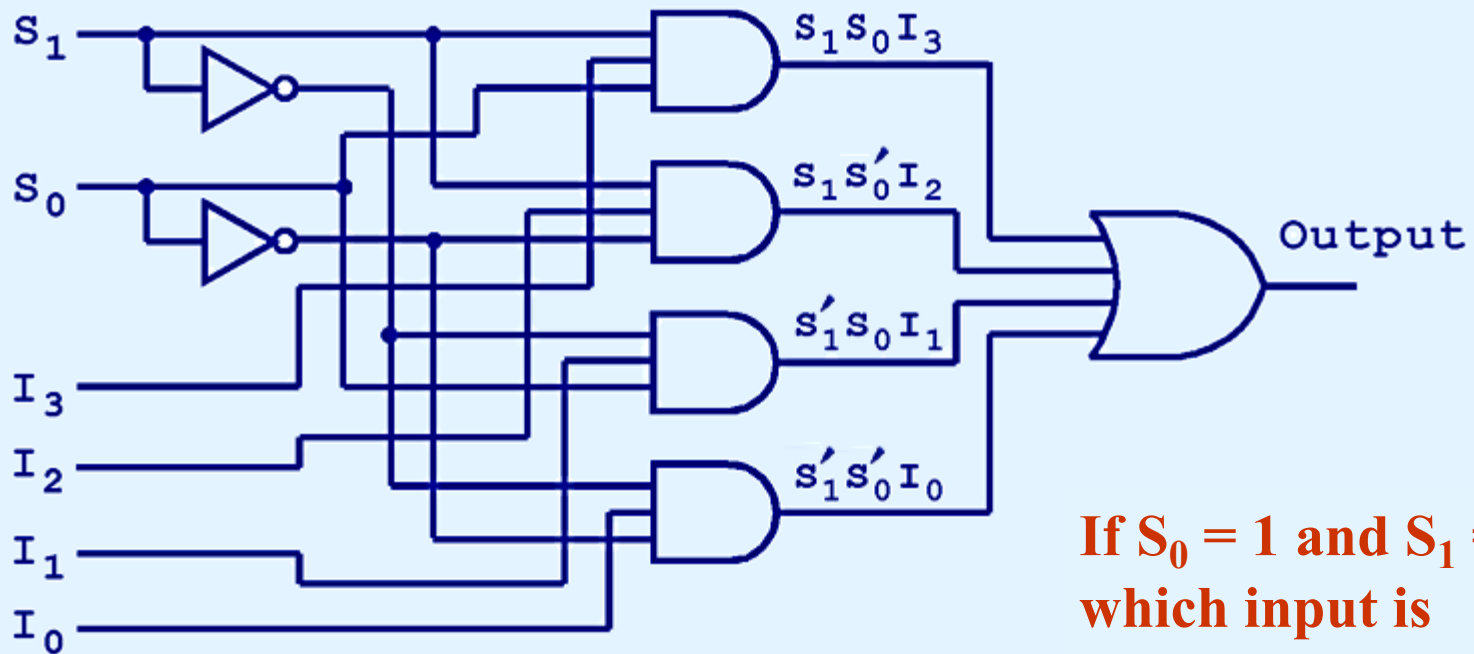 S₁
S₁S₀I₃
S₀
S₁S₀′I₂
Output
S₁′S₀I₁
I₃
I₂
S₁′S₀′I₀
I₁
I₀
If S₀ = 1 and S₁ =
which input is